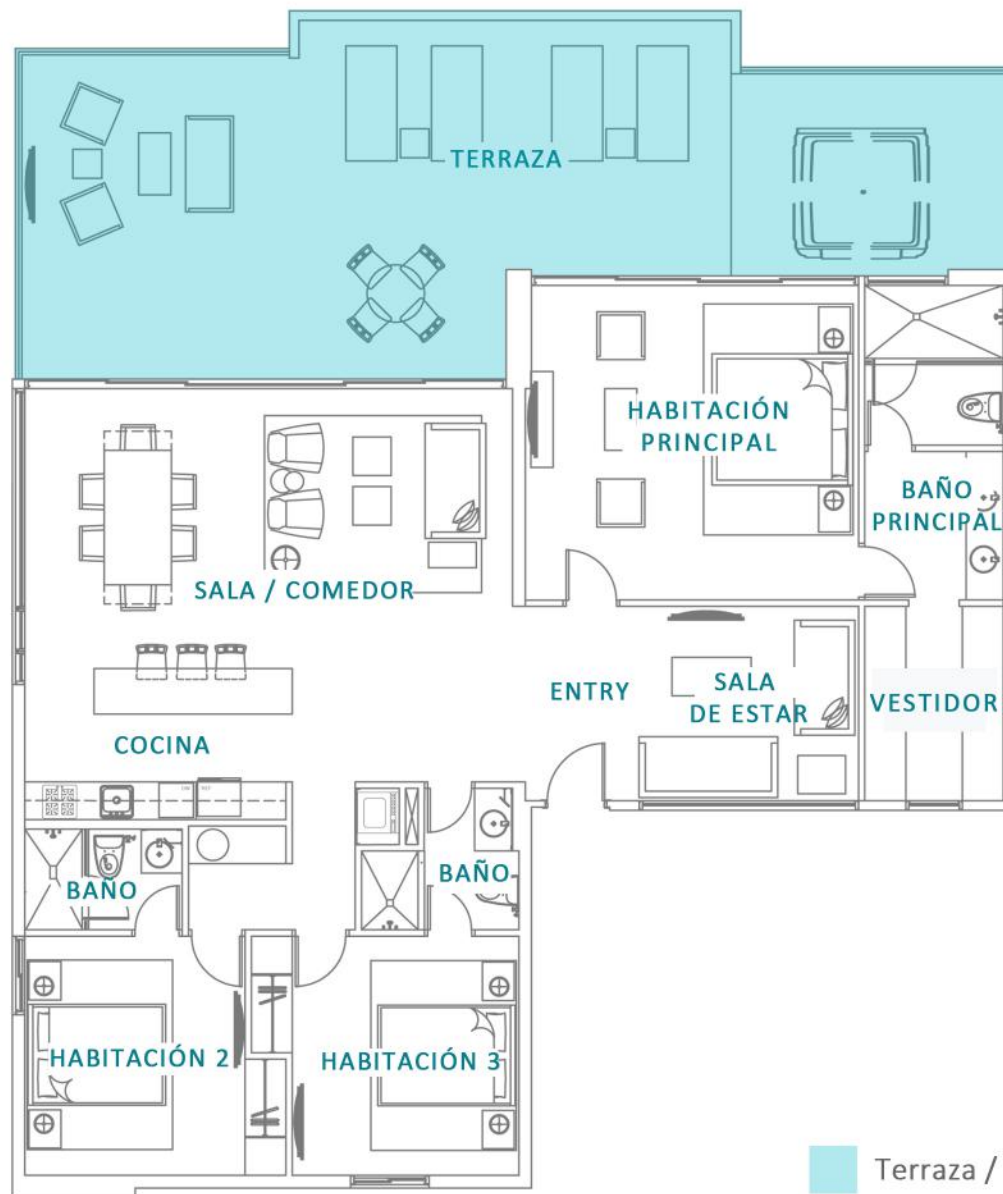 TERRAZA
HABITACIÓN
PRINCIPAL
BAÑO
PRINCIPAL
SALA / COMEDOR
ENTRY
SALA
DE ESTAR
VESTIDOR
COCINA
BAÑO
BAÑO
HABITACIÓN 2
HABITACIÓN 3
Terraza /